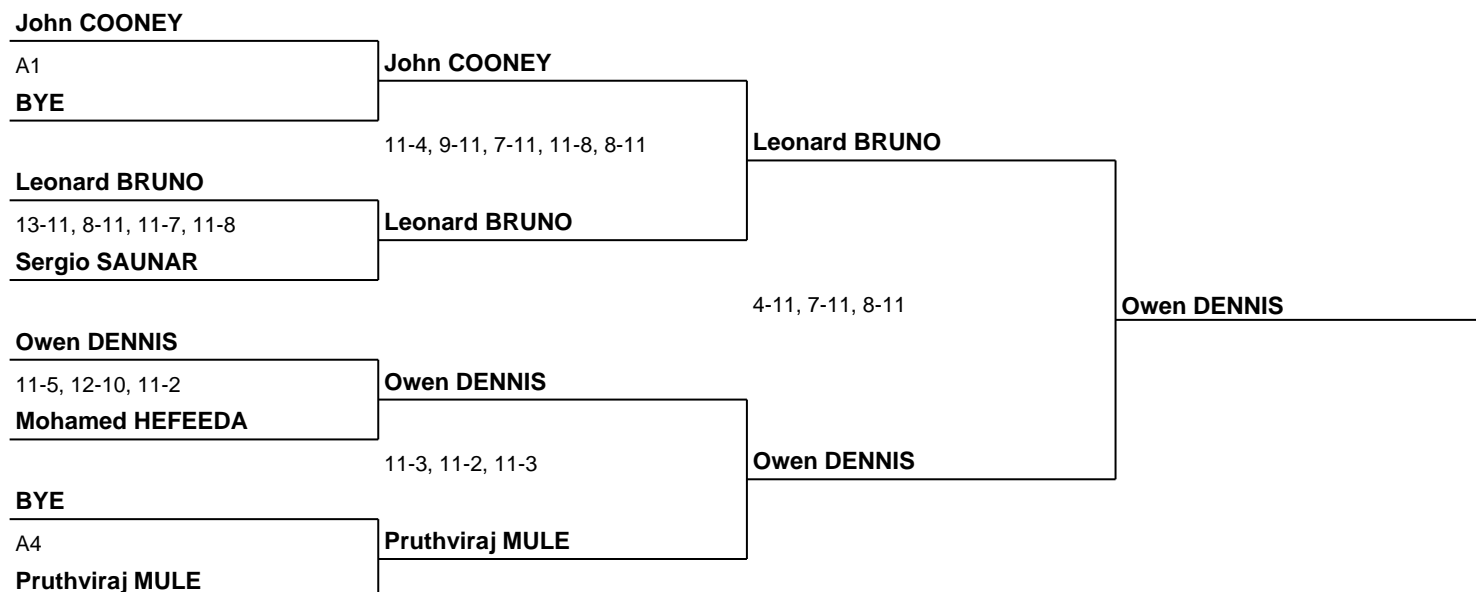 John COONEY
A1
BYE
John COONEY
11-4, 9-11, 7-11, 11-8, 8-11
Leonard BRUNO
Leonard BRUNO
13-11, 8-11, 11-7, 11-8
Sergio SAUNAR
Leonard BRUNO
4-11, 7-11, 8-11
Owen DENNIS
Owen DENNIS
11-5, 12-10, 11-2
Mohamed HEFEEDA
Owen DENNIS
11-3, 11-2, 11-3
Owen DENNIS
BYE
A4
Pruthviraj MULE
Pruthviraj MULE